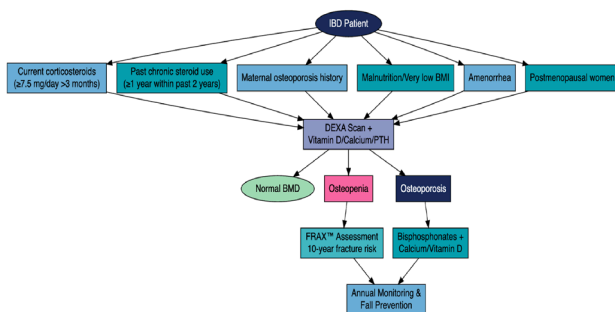 IBD Patient
Current corticosteroids
(≥7.5 mg/day >3 months)
Past chronic steroid use
(≥1 year within past 2 years)
Maternal osteoporosis history
Malnutrition/Very low BMI
Amenorrhea
Postmenopausal women
DEXA Scan +
Vitamin D/Calcium/PTH
Normal BMD
Osteopenia
Osteoporosis
FRAX™ Assessment
10-year fracture risk
Bisphosphonates +
Calcium/Vitamin D
Annual Monitoring &
Fall Prevention